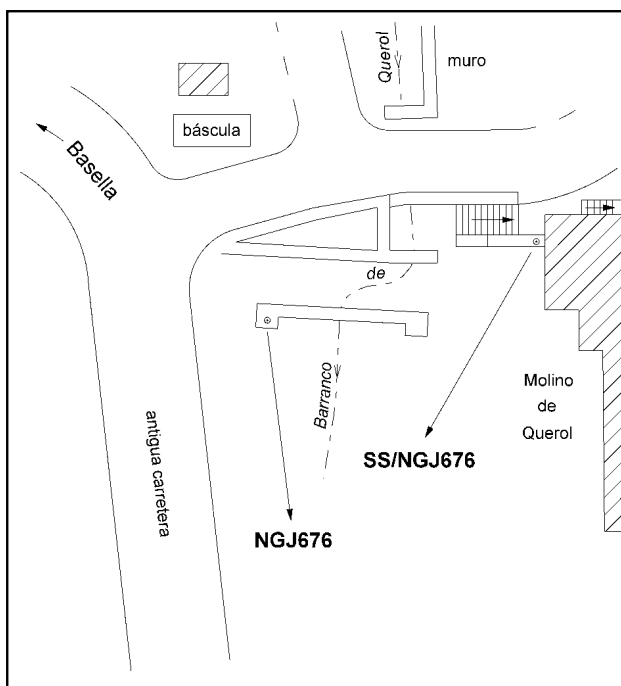 Querol
muro
báscula
Basella
de
Barranco
Molino
de
Querol
antigua carretera
SS/NGJ676
NGJ676